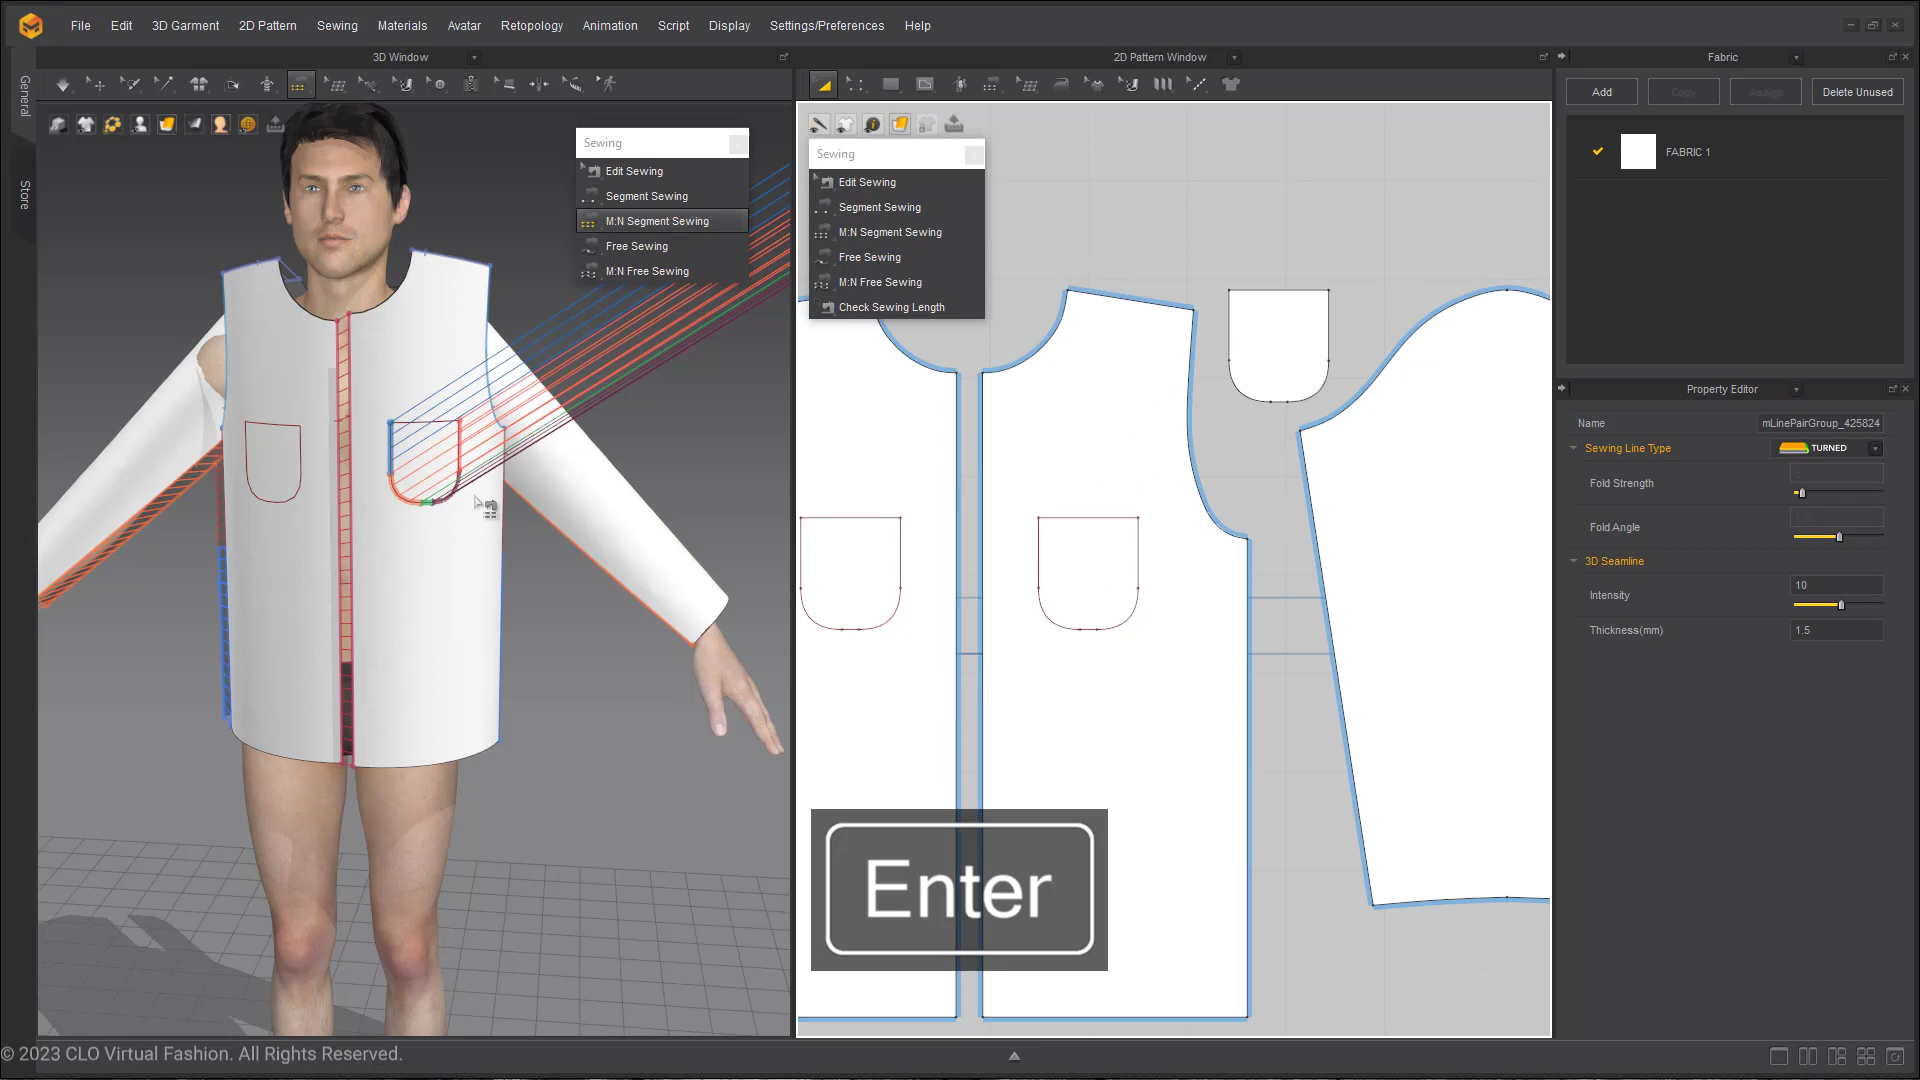 File Edit 3D Garment 2D Pattern Sewing Materials Avatar Retopology Animation Script Display Settings/Preferences Help
3D Window
2D Pattern Window
Fabric
General
Store
Add
Copy
Assign
Delete Unused
FABRIC 1
Sewing
Edit Sewing
Segment Sewing
M:N Segment Sewing
Free Sewing
M:N Free Sewing
Sewing
Edit Sewing
Segment Sewing
M:N Segment Sewing
Free Sewing
M:N Free Sewing
Check Sewing Length
Property Editor
Name mLinePairGroup_425824
Sewing Line Type TURNED
Fold Strength
Fold Angle
3D Seamline
Intensity 10
Thickness(mm) 1.5
Enter
© 2023 CLO Virtual Fashion. All Rights Reserved.